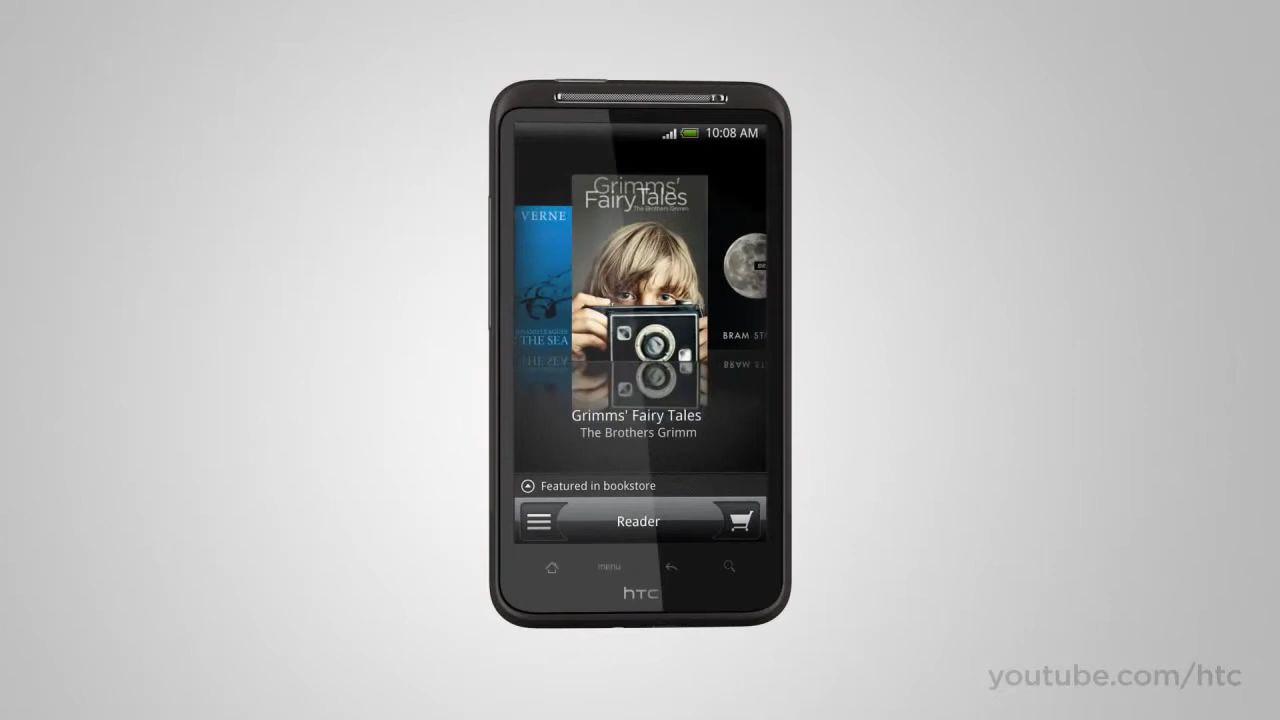 10:08 AM
Grimms'
Fairy Tales
The Brothers Grimm
VERNE
THE SEA
BRAM ST
Grimms' Fairy Tales
The Brothers Grimm
Featured in bookstore
Reader
menu
hTC
youtube.com/htc